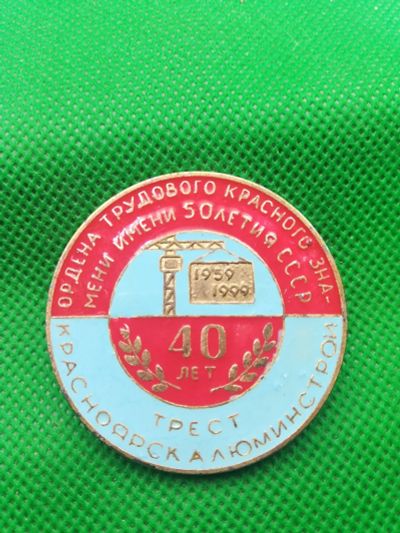 ОРДЕНА ТРУДОВОГО КРАСНОГО ЗНА-
МЕНИ ИМЕНИ 50ЛЕТИЯ СССР
1959
1999
40
ЛЕТ
ТРЕСТ
КРАСНОЯРСКАЛЮМИНСТРОЙ